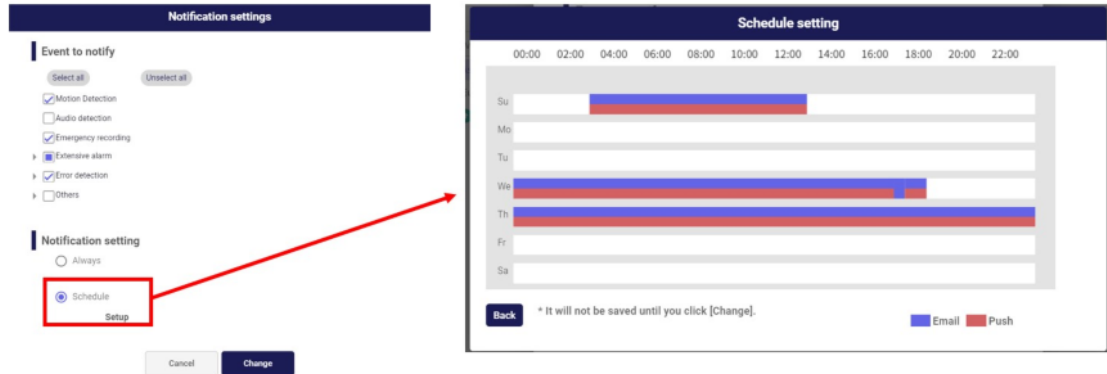 Notification settings
Event to notify
Select all Unselect all
Motion Detection
Audio detection
Emergency recording
Extensive alarm
Error detection
Others
Notification setting
Always
Schedule
Setup
Cancel Change
Schedule setting
00:00 02:00 04:00 06:00 08:00 10:00 12:00 14:00 16:00 18:00 20:00 22:00
Su
Mo
Tu
We
Th
Fr
Sa
Back * It will not be saved until you click [Change].
Email Push